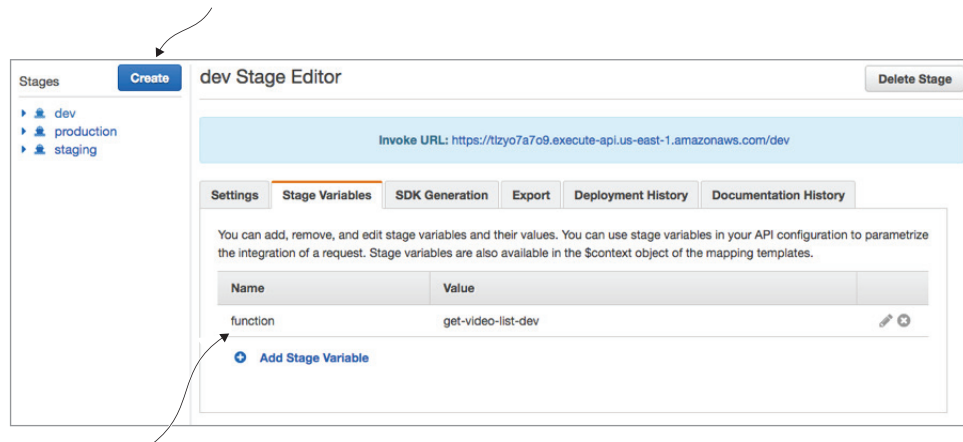 Stages
Create
dev Stage Editor
Delete Stage
dev
production
staging
Invoke URL: https://tlzyo7a7o9.execute-api.us-east-1.amazonaws.com/dev
Settings
Stage Variables
SDK Generation
Export
Deployment History
Documentation History
You can add, remove, and edit stage variables and their values. You can use stage variables in your API configuration to parametrize
the integration of a request. Stage variables are also available in the $context object of the mapping templates.
Name
Value
function
get-video-list-dev
Add Stage Variable